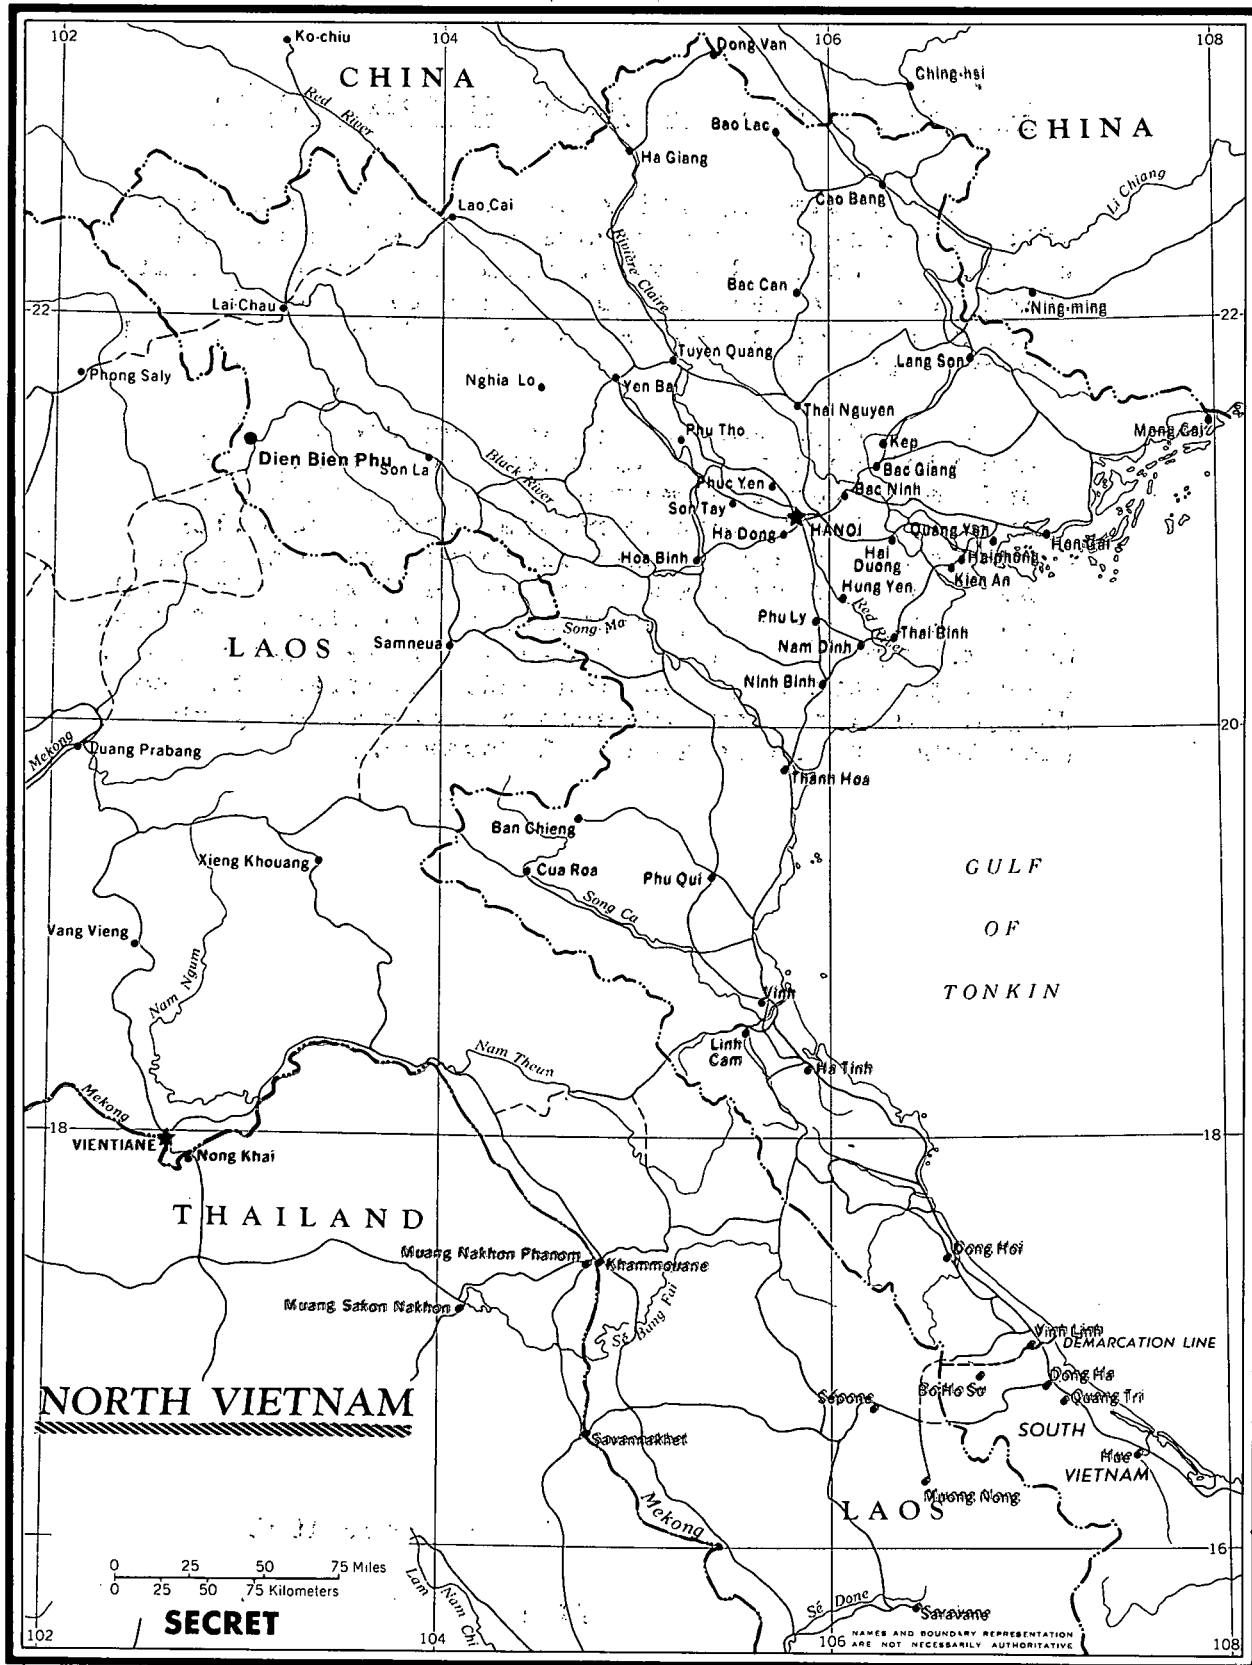 102
104
106
108
Ko-chiu
Dong Van
Ching-hsi
CHINA
Red River
Bao Lac
CHINA
Ha Giang
Li Chiang
Cao Bang
Lao Cai
Rivière Claire
Bac Can
Lai Chau
Ning-ming
22
22
Tuyen Quang
Lang Son
Phong Saly
Nghia Lo
Yen Bai
Thai Nguyen
Mong Cai
Phu Tho
Kep
Dien Bien Phu
Son La
Black River
Bac Giang
Phuc Yen
Bac Ninh
Son Tay
HANOI
Ha Dong
Quang Yen
Hon Gai
Hai
Duong
Haiphong
Hoa Binh
Kien An
Hung Yen
Red River
Phu Ly
Song Ma
Thai Binh
LAOS
Samneua
Nam Dinh
Ninh Binh
20
Mekong
Luang Prabang
Thanh Hoa
Ban Chieng
Xieng Khouang
Cua Roa
Phu Qui
GULF
OF
TONKIN
Song Ca
Vang Vieng
Nam Ngum
Vinh
Linh
Cam
Nam Theun
Ha Tinh
Mekong
18
18
VIENTIANE
Nong Khai
THAILAND
Muang Nakhon Phanom
Khammouane
Dong Hoi
Muang Sakon Nakhon
Sé Bang Fai
Vinh Linh
DEMARCATION LINE
NORTH VIETNAM
Bo Ho Su
Dong Ha
Sépone
Quang Tri
SOUTH
VIETNAM
Savannakhet
Hue
Muong Nong
LAOS
Mekong
16
0 25 50 75 Miles
0 25 50 75 Kilometers
Lam Nam Chi
Sé Done
Saravane
SECRET
NAMES AND BOUNDARY REPRESENTATION
ARE NOT NECESSARILY AUTHORITATIVE
102
104
106
108